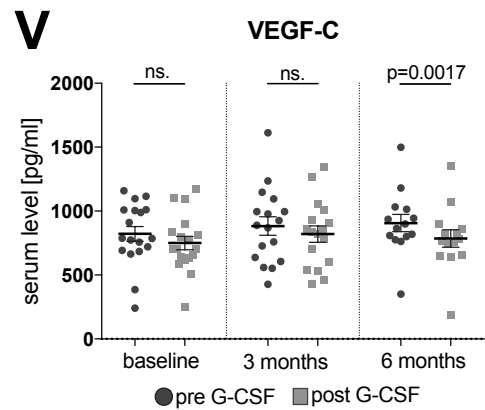 V
VEGF-C
ns.
ns.
p=0.0017
serum level [pg/ml]
2000
1500
1000
500
0
baseline
3 months
6 months
pre G-CSF
post G-CSF